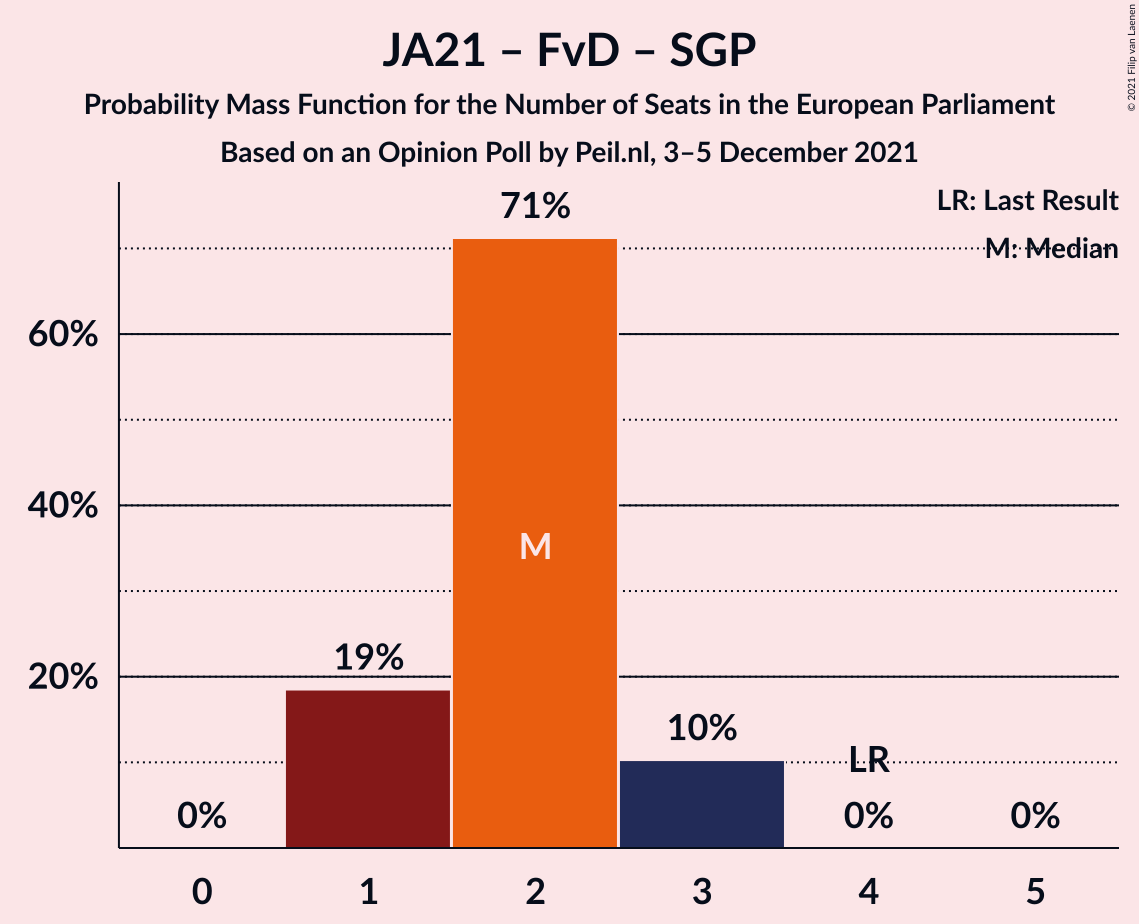 JA21 – FvD – SGP
Probability Mass Function for the Number of Seats in the European Parliament
Based on an Opinion Poll by Peil.nl, 3–5 December 2021
© 2021 Filip van Laenen
LR: Last Result
M: Median
71%
60%
40%
M
19%
20%
10%
LR
0%
0%
0%
0
1
2
3
4
5